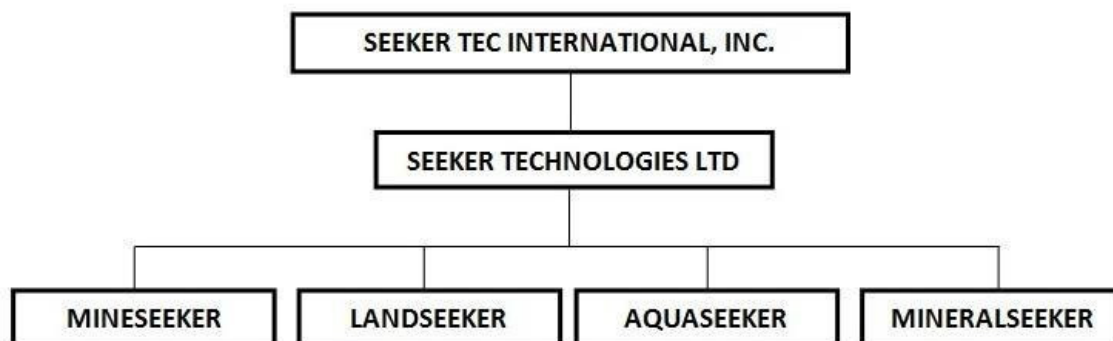 SEEKER TEC INTERNATIONAL, INC.
SEEKER TECHNOLOGIES LTD
MINESEEKER
LANDSEEKER
AQUASEEKER
MINERALSEEKER